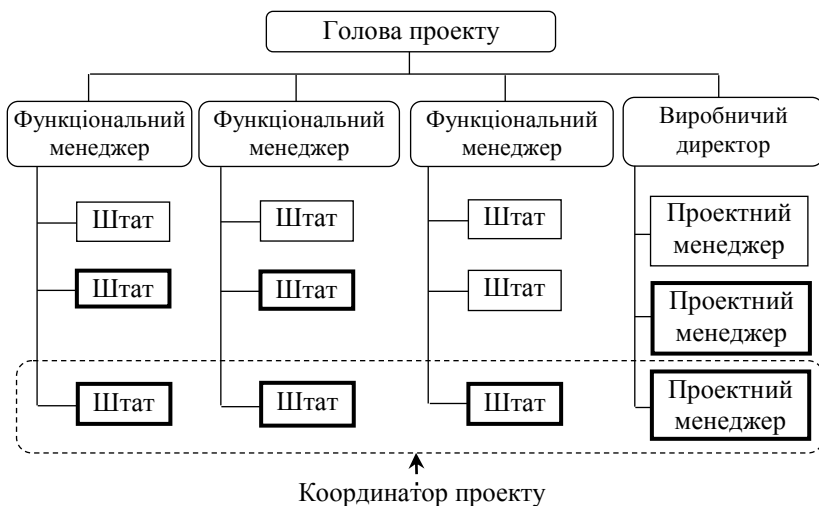 Голова проекту
Функціональний
менеджер
Функціональний
менеджер
Функціональний
менеджер
Виробничий
директор
Штат
Штат
Штат
Проектний
менеджер
Штат
Штат
Штат
Проектний
менеджер
Штат
Штат
Штат
Проектний
менеджер
Координатор проекту